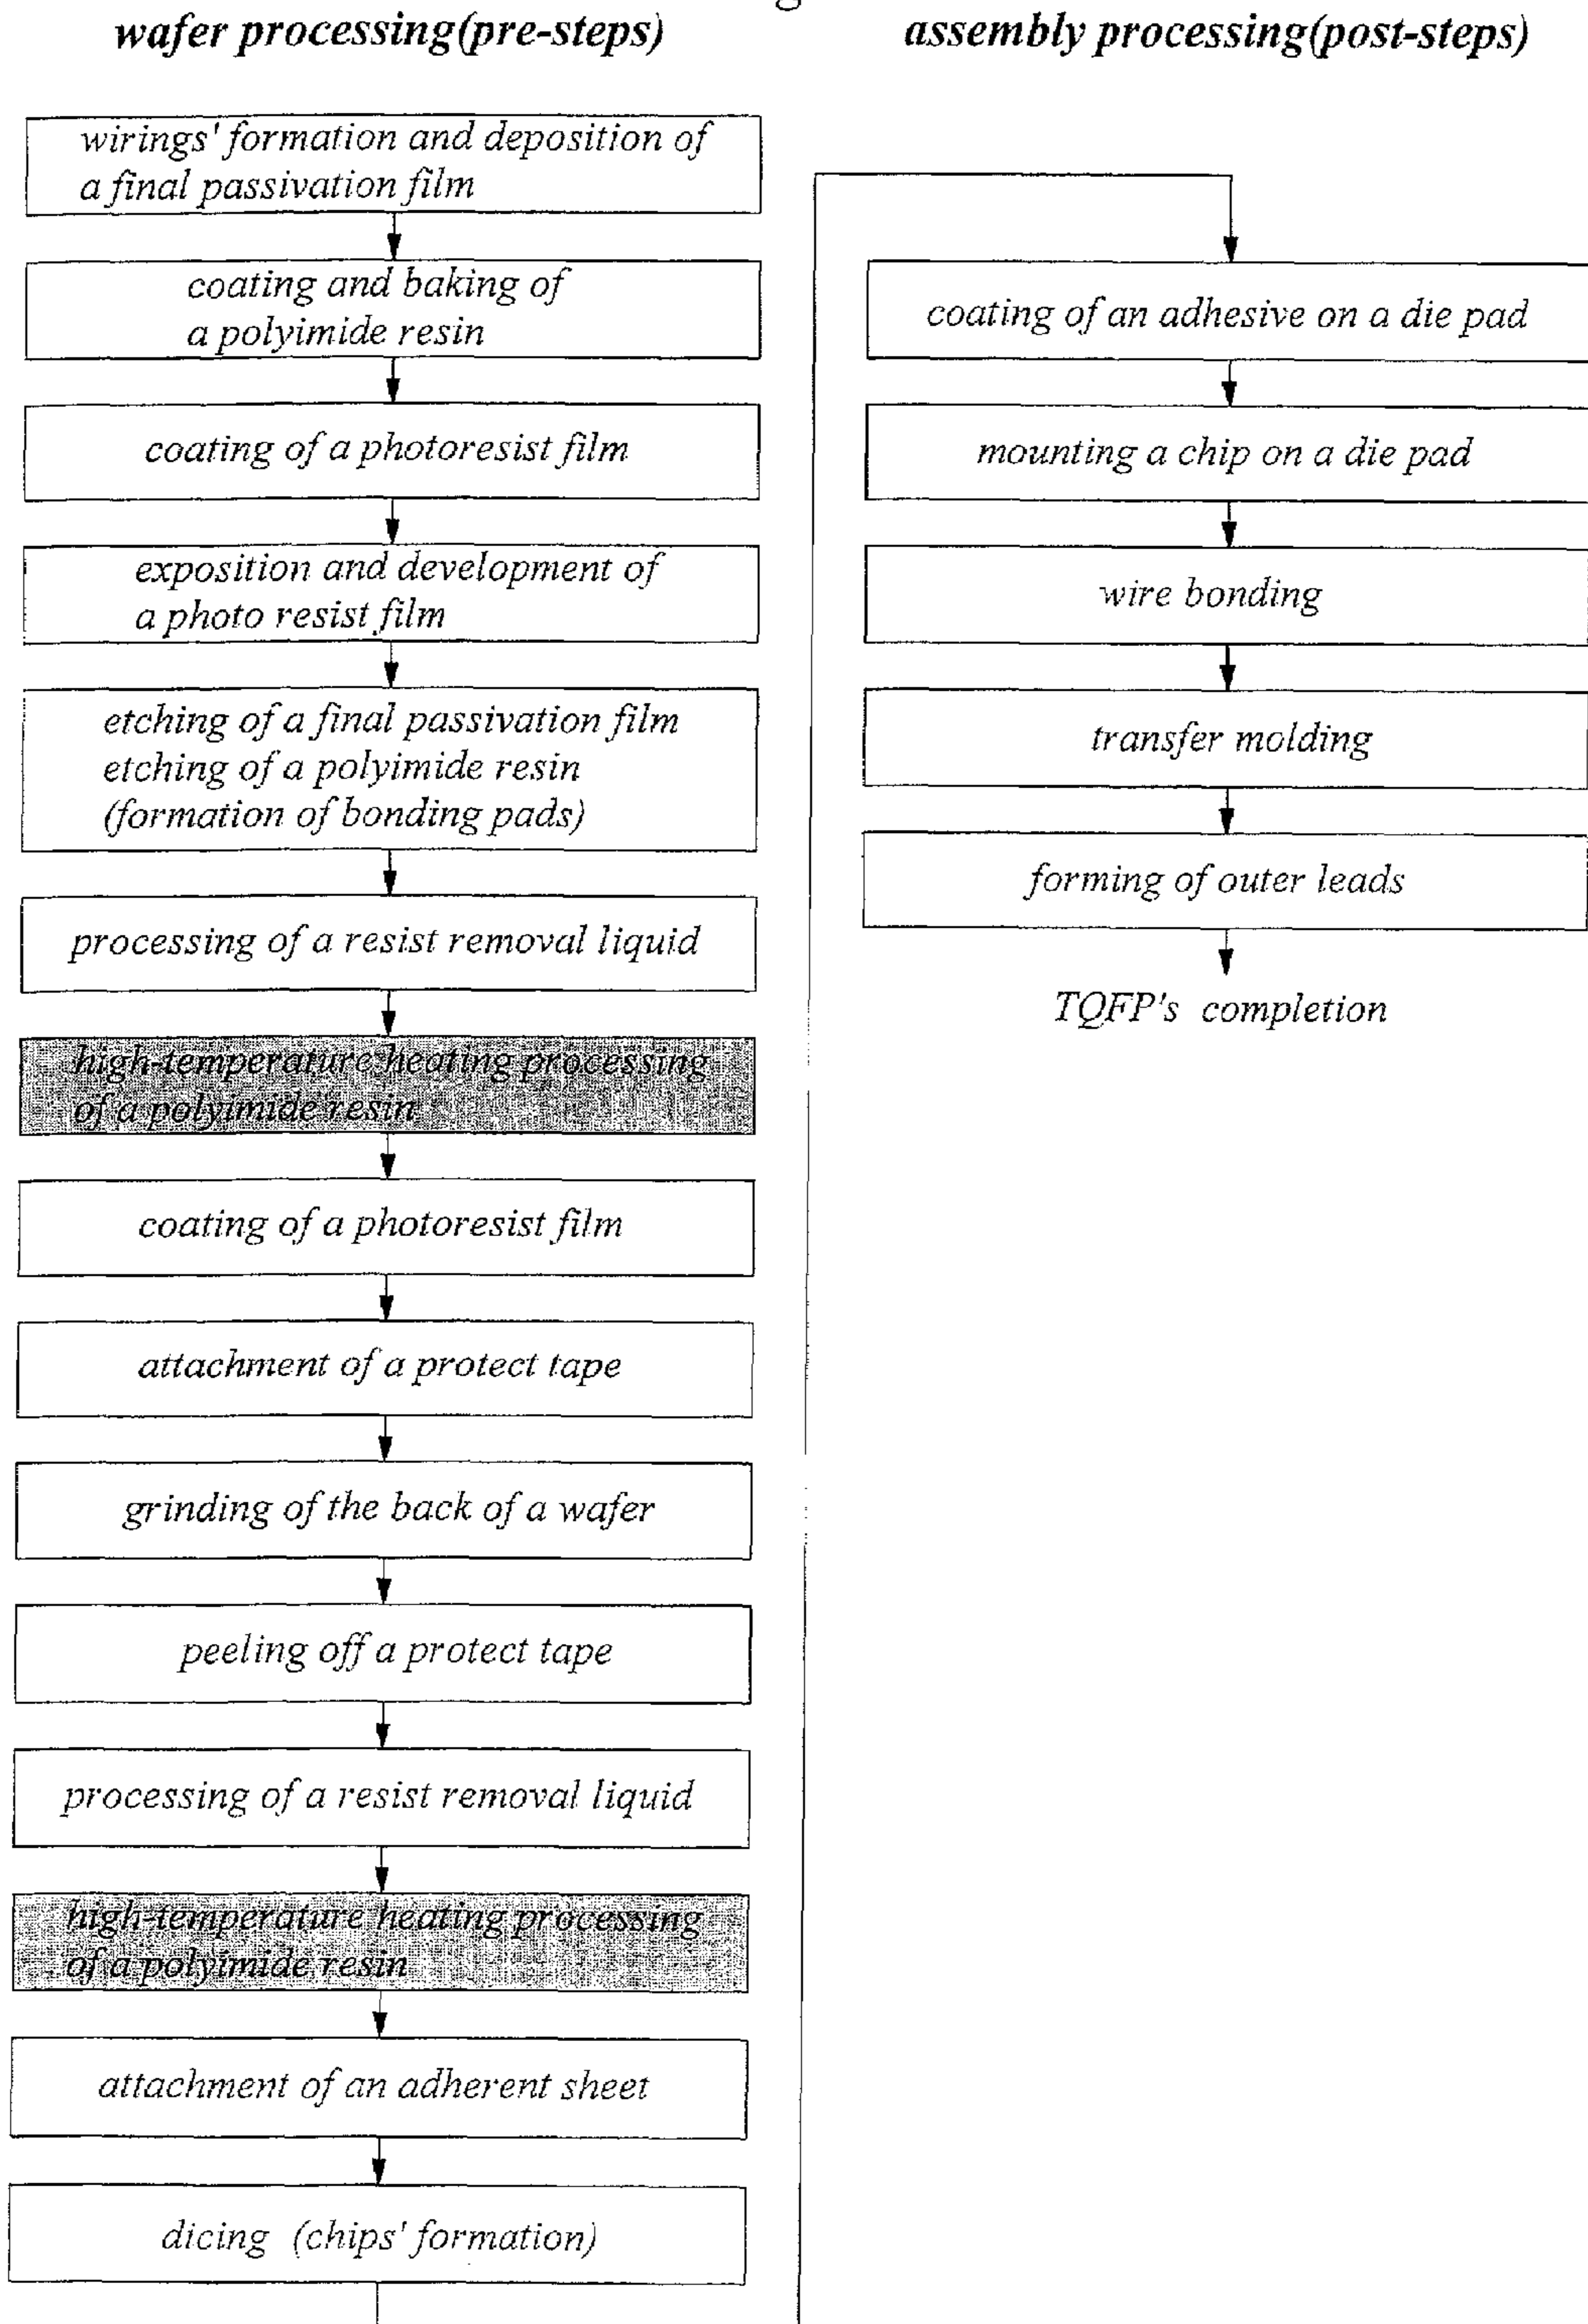 wafer processing(pre-steps)
wirings' formation and deposition of
a final passivation film
coating and baking of
a polyimide resin
coating of a photoresist film
exposition and development of
a photo resist film
etching of a final passivation film
etching of a polyimide resin
(formation of bonding pads)
processing of a resist removal liquid
high-temperature heating processing
of a polyimide resin
coating of a photoresist film
attachment of a protect tape
grinding of the back of a wafer
peeling off a protect tape
processing of a resist removal liquid
high-temperature heating processing
of a polyimide resin
attachment of an adherent sheet
dicing (chips' formation)
assembly processing(post-steps)
coating of an adhesive on a die pad
mounting a chip on a die pad
wire bonding
transfer molding
forming of outer leads
TQFP's completion